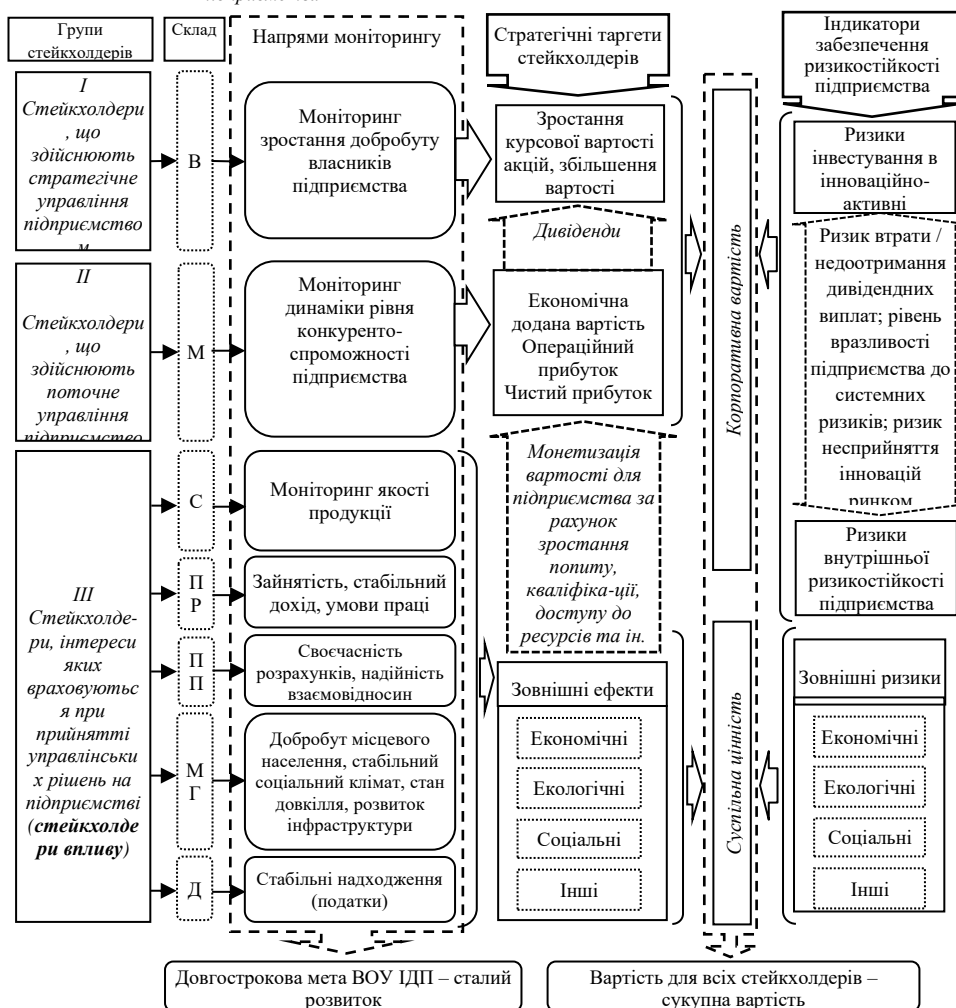 Групи
стейкхолдерів
Склад
Напрями моніторингу
Стратегічні таргети
стейкхолдерів
Індикатори
забезпечення
ризикостійкості
підприємства
I
Стейкхолдери
, що
здійснюють
стратегічне
управління
підприємство
м
В
Моніторинг
зростання добробуту
власників
підприємства
Зростання
курсової вартості
акцій, збільшення
вартості
Дивіденди
Ризики
інвестування в
інноваційно-
активні
II
Стейкхолдери
, що
здійснюють
поточне
управління
підприємство
М
Моніторинг
динаміки рівня
конкуренто-
спроможності
підприємства
Економічна
додана вартість
Операційний
прибуток
Чистий прибуток
Корпоративна вартість
Ризик втрати /
недоотримання
дивідендних
виплат; рівень
вразливості
підприємства до
системних
ризиків; ризик
несприйняття
інновацій
ринком
Ризики
внутрішньої
ризикостійкості
підприємства
III
Стейкхолде-
ри, інтереси
яких
враховуютьс
я при
прийнятті
управлінськи
х рішень на
підприємстві
(стейкхолде
ри впливу)
С
Моніторинг якості
продукції
П
Р
Зайнятість, стабільний
дохід, умови праці
П
П
Своєчасність
розрахунків, надійність
взаємовідносин
М
Г
Добробут місцевого
населення, стабільний
соціальний клімат, стан
довкілля, розвиток
інфраструктури
Д
Стабільні надходження
(податки)
Монетизація
вартості для
підприємства за
рахунок
зростання
попиту,
кваліфіка-ції,
доступу до
ресурсів та ін.
Зовнішні ефекти
Економічні
Екологічні
Соціальні
Інші
Суспільна цінність
Зовнішні ризики
Економічні
Екологічні
Соціальні
Інші
Довгострокова мета ВОУ ІДП – сталий
розвиток
Вартість для всіх стейкхолдерів –
сукупна вартість